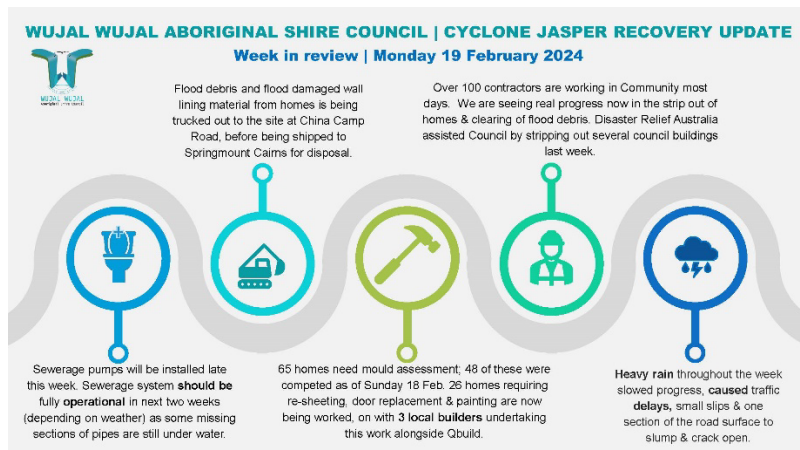 WUJAL WUJAL ABORIGINAL SHIRE COUNCIL | CYCLONE JASPER RECOVERY UPDATE
Week in review | Monday 19 February 2024
WUJAL WUJAL
Flood debris and flood damaged wall
lining material from homes is being
trucked out to the site at China Camp
Road, before being shipped to
Springmount Cairns for disposal.
Over 100 contractors are working in Community most
days. We are seeing real progress now in the strip out of
homes & clearing of flood debris. Disaster Relief Australia
assisted Council by stripping out several council buildings
last week.
Sewerage pumps will be installed late
this week. Sewerage system should be
fully operational in next two weeks
(depending on weather) as some missing
sections of pipes are still under water.
65 homes need mould assessment; 48 of these were
competed as of Sunday 18 Feb. 26 homes requiring
re-sheeting, door replacement & painting are now
being worked, on with 3 local builders undertaking
this work alongside Qbuild.
Heavy rain throughout the week
slowed progress, caused traffic
delays, small slips & one
section of the road surface to
slump & crack open.